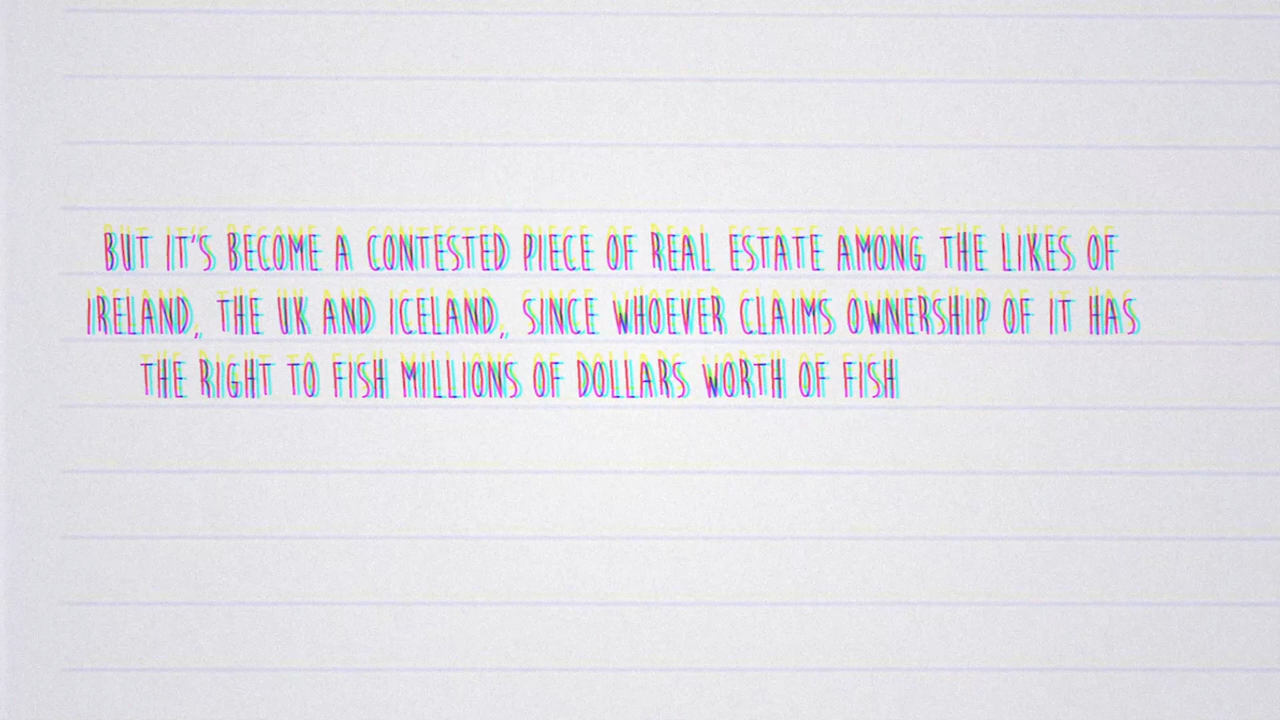 BUT IT'S BECOME A CONTESTED PIECE OF REAL ESTATE AMONG THE LIKES OF
IRELAND, THE UK AND ICELAND, SINCE WHOEVER CLAIMS OWNERSHIP OF IT HAS
THE RIGHT TO FISH MILLIONS OF DOLLARS WORTH OF FISH